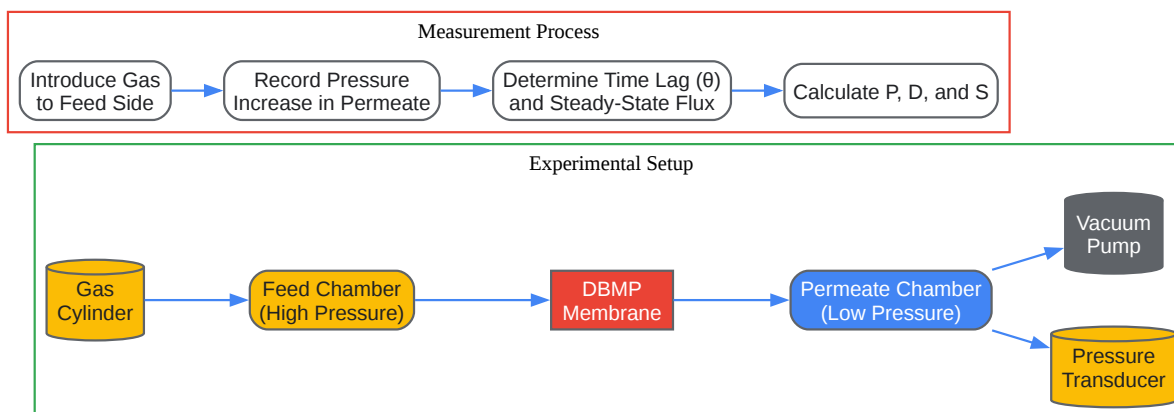 Measurement Process
Introduce Gas
to Feed Side
Record Pressure
Increase in Permeate
Determine Time Lag (θ)
and Steady-State Flux
Calculate P, D, and S
Experimental Setup
Gas
Cylinder
Feed Chamber
(High Pressure)
DBMP
Membrane
Permeate Chamber
(Low Pressure)
Vacuum
Pump
Pressure
Transducer